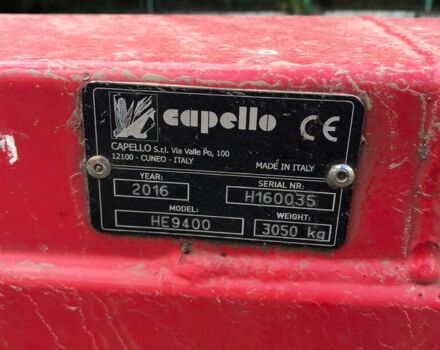 capello CE
CAPELLO S.r.l. Via Valle Po, 100
12100 - CUNEO - ITALY MADE IN ITALY
YEAR: SERIAL NR:
2016 H160035
MODEL: WEIGHT:
HE9400 3050 kg